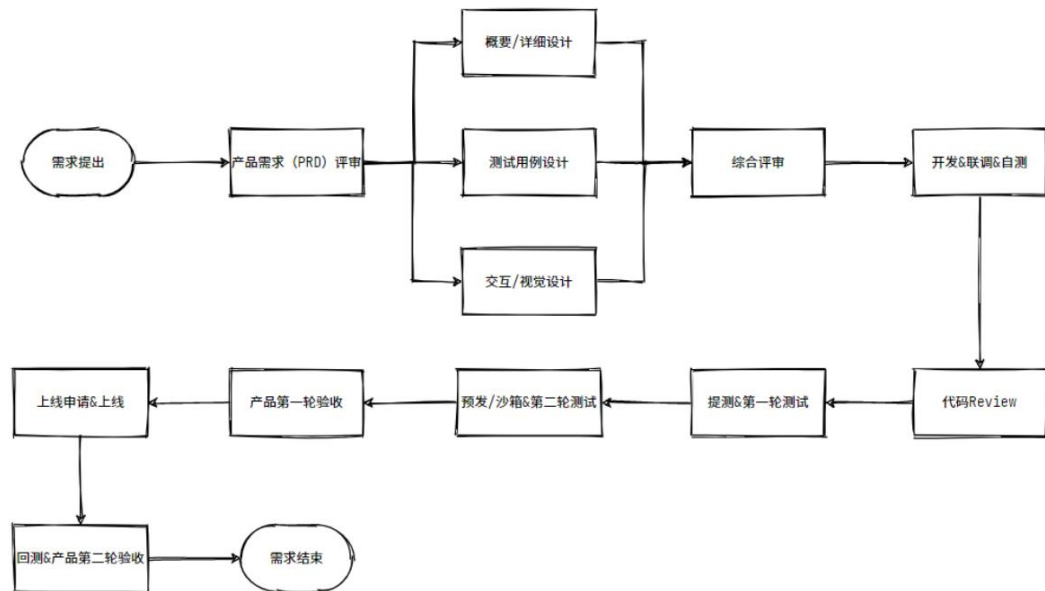 概要/详细设计
需求提出
产品需求（PRD）评审
测试用例设计
综合评审
开发&联调&自测
交互/视觉设计
上线申请&上线
产品第一轮验收
预发/沙箱&第二轮测试
提测&第一轮测试
代码Review
回测&产品第二轮验收
需求结束